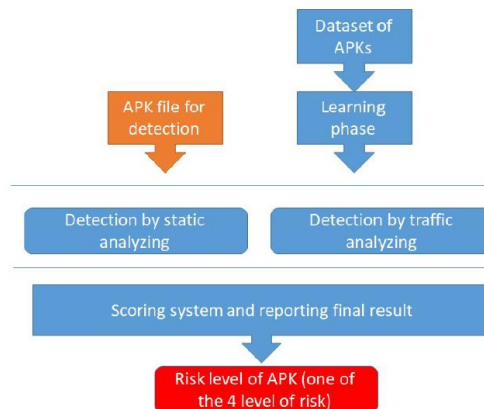 Dataset of
APKs
APK file for
detection
Learning
phase
Detection by static
analyzing
Detection by traffic
analyzing
Scoring system and reporting final result
Risk level of APK (one of
the 4 level of risk)